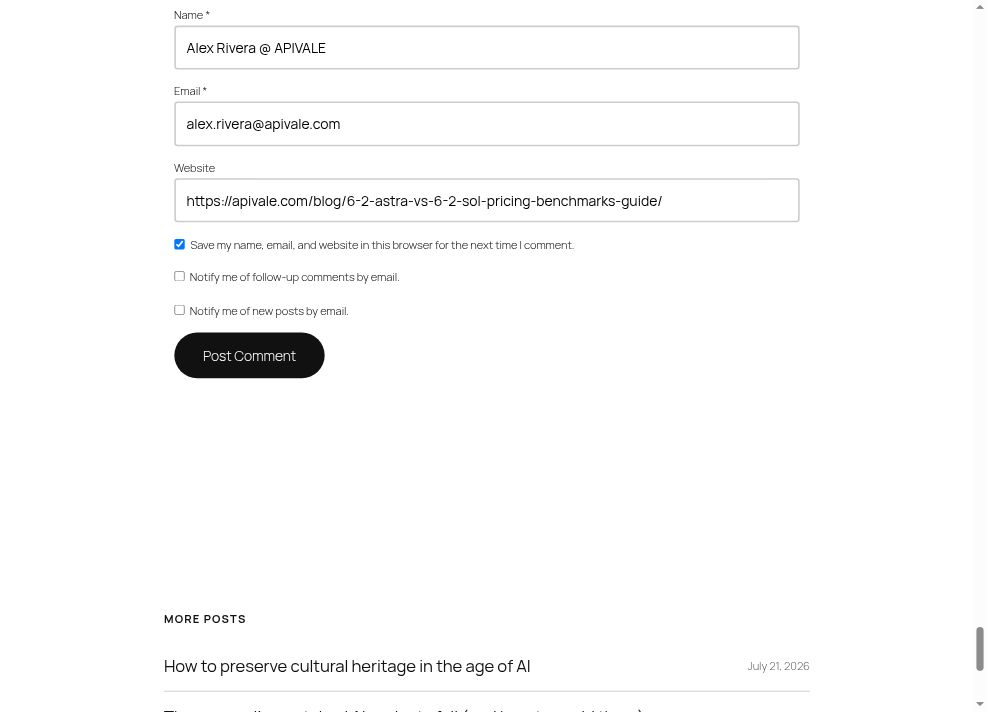 Name *
Alex Rivera @ APIVALE
Email *
alex.rivera@apivale.com
Website
https://apivale.com/blog/6-2-astra-vs-6-2-sol-pricing-benchmarks-guide/
Save my name, email, and website in this browser for the next time I comment.
Notify me of follow-up comments by email.
Notify me of new posts by email.
Post Comment
MORE POSTS
How to preserve cultural heritage in the age of AI
July 21, 2026